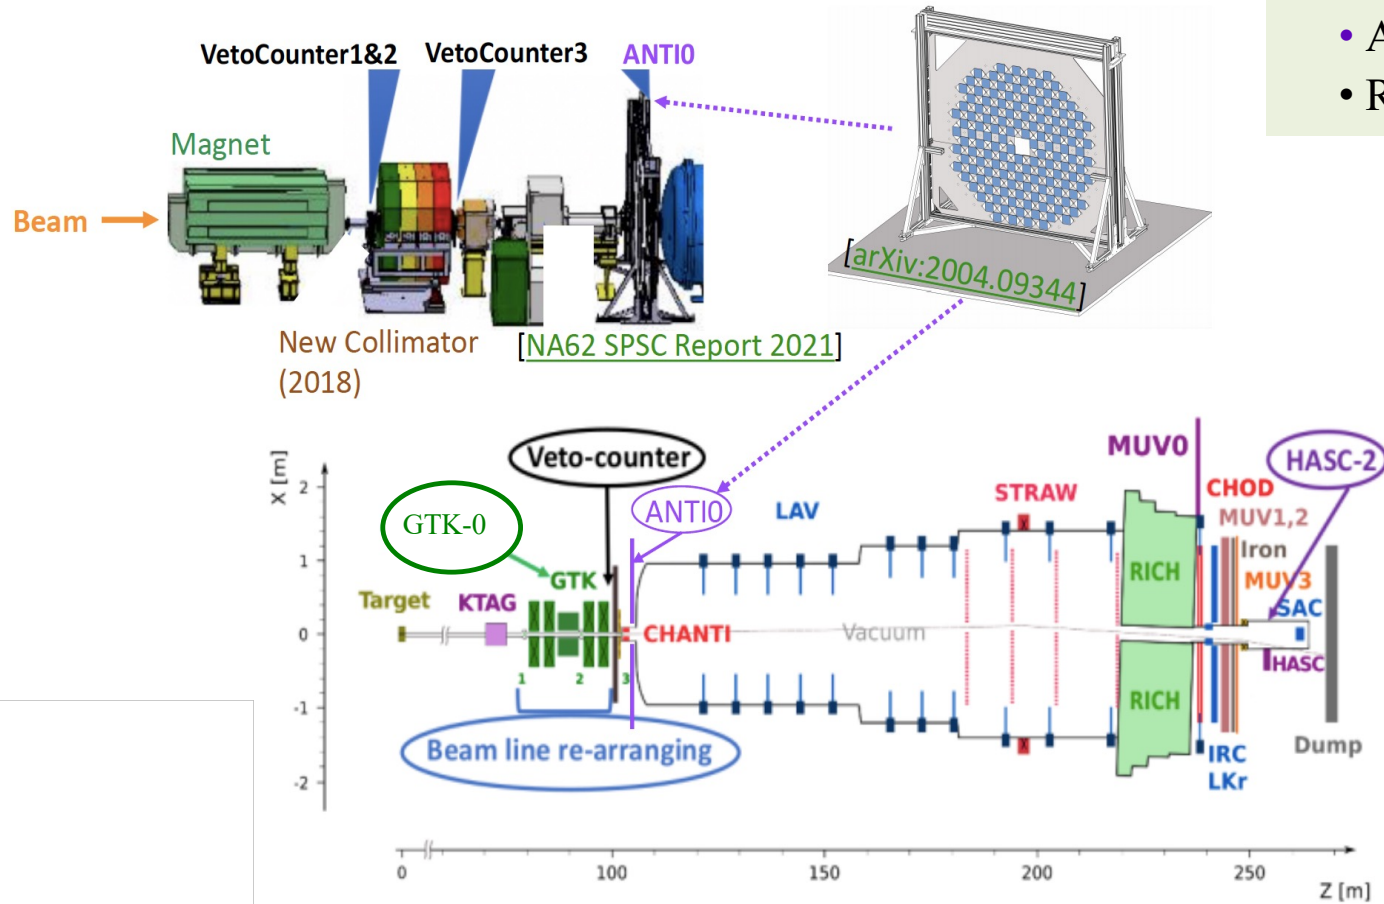 VetoCounter1&2
VetoCounter3
ANTI0
• A
• R
Magnet
Beam
[arXiv:2004.09344]
New Collimator
(2018)
[NA62 SPSC Report 2021]
Veto-counter
MUV0
HASC-2
X [m]
GTK-0
ANTI0
LAV
STRAW
CHOD
MUV1,2
Iron
MUV3
SAC
GTK
RICH
Target
KTAG
CHANTI
Vacuum
HASC
1
2
3
RICH
Beam line re-arranging
IRC
LKr
Dump
2
1
0
-1
-2
0
100
150
200
250
Z [m]